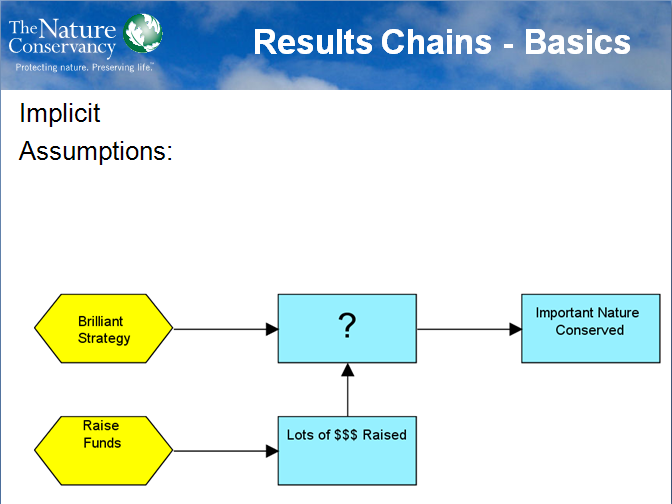 The Nature
Conservancy
Protecting nature. Preserving life.™
Results Chains - Basics
Implicit
Assumptions:
Brilliant
Strategy
?
Important Nature
Conserved
Raise
Funds
Lots of $$$ Raised